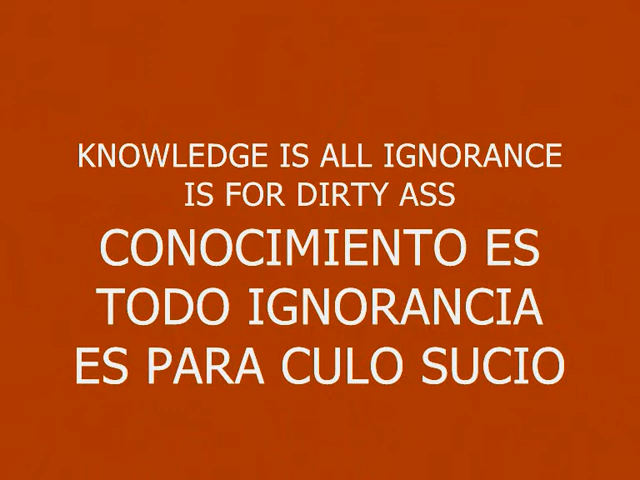 KNOWLEDGE IS ALL IGNORANCE
IS FOR DIRTY ASS
CONOCIMIENTO ES
TODO IGNORANCIA
ES PARA CULO SUCIO